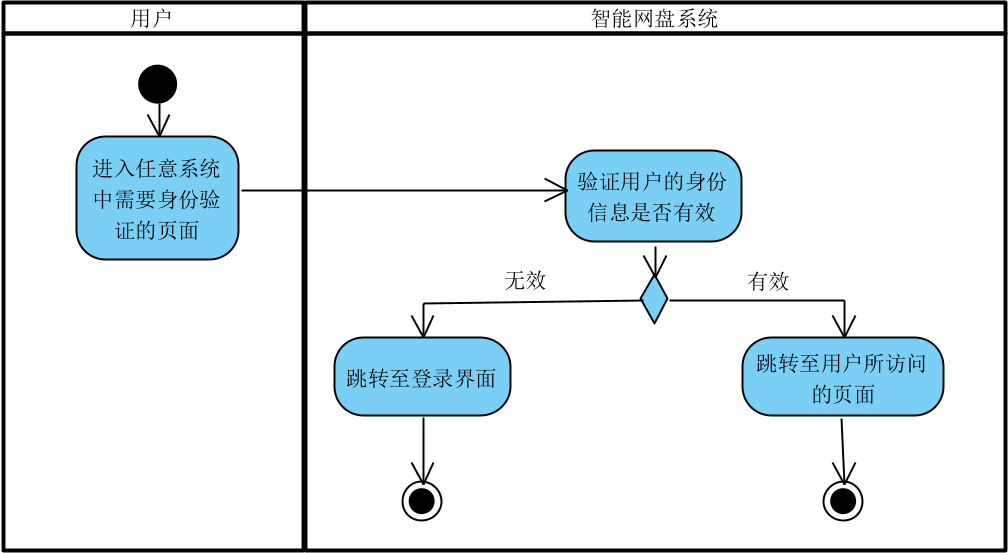 用户
智能网盘系统
进入任意系统
中需要身份验
证的页面
验证用户的身份
信息是否有效
无效
有效
跳转至登录界面
跳转至用户所访问
的页面